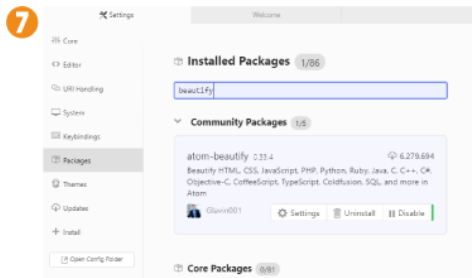 7
Settings
Welcome
Core
Editor
URI Handling
System
Keybindings
Packages
Themes
Updates
+ Install
Open Config Folder
Installed Packages 1/86
beautify
Community Packages 1/5
atom-beautify 0.33.4 6.279.694
Beautify HTML, CSS, JavaScript, PHP, Python, Ruby, Java, C, C++, C#,
Objective-C, CoffeeScript, TypeScript, Coldfusion, SQL, and more in
Atom
Glavin001 Settings Uninstall Disable
Core Packages 0/81